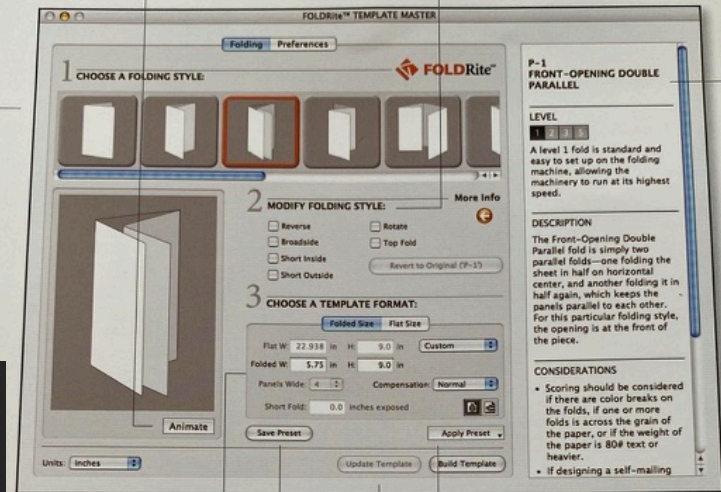 FOLDRite™ TEMPLATE MASTER
Folding Preferences
1 CHOOSE A FOLDING STYLE:
FOLDRite™
2 MODIFY FOLDING STYLE:
More Info
Reverse Rotate
Broadside Top Fold
Short Inside
Short Outside
Revert to Original ('P-1')
3 CHOOSE A TEMPLATE FORMAT:
Folded Size Flat Size
Flat W: 22.938 in H: 9.0 in Custom
Folded W: 5.75 in H: 9.0 in
Panels Wide: 4 Compensation: Normal
Short Fold: 0.0 inches exposed
Animate
Save Preset Apply Preset
Units: Inches
Update Template Build Template
P-1
FRONT-OPENING DOUBLE
PARALLEL
LEVEL
1 2 3 5
A level 1 fold is standard and
easy to set up on the folding
machine, allowing the
machinery to run at its highest
speed.
DESCRIPTION
The Front-Opening Double
Parallel fold is simply two
parallel folds—one folding the
sheet in half on horizontal
center, and another folding it in
half again, which keeps the
panels parallel to each other.
For this particular folding style,
the opening is at the front of
the piece.
CONSIDERATIONS
• Scoring should be considered
if there are color breaks on
the folds, if one or more
folds is across the grain of
the paper, or if the weight of
the paper is 80# text or
heavier.
• If designing a self-mailing